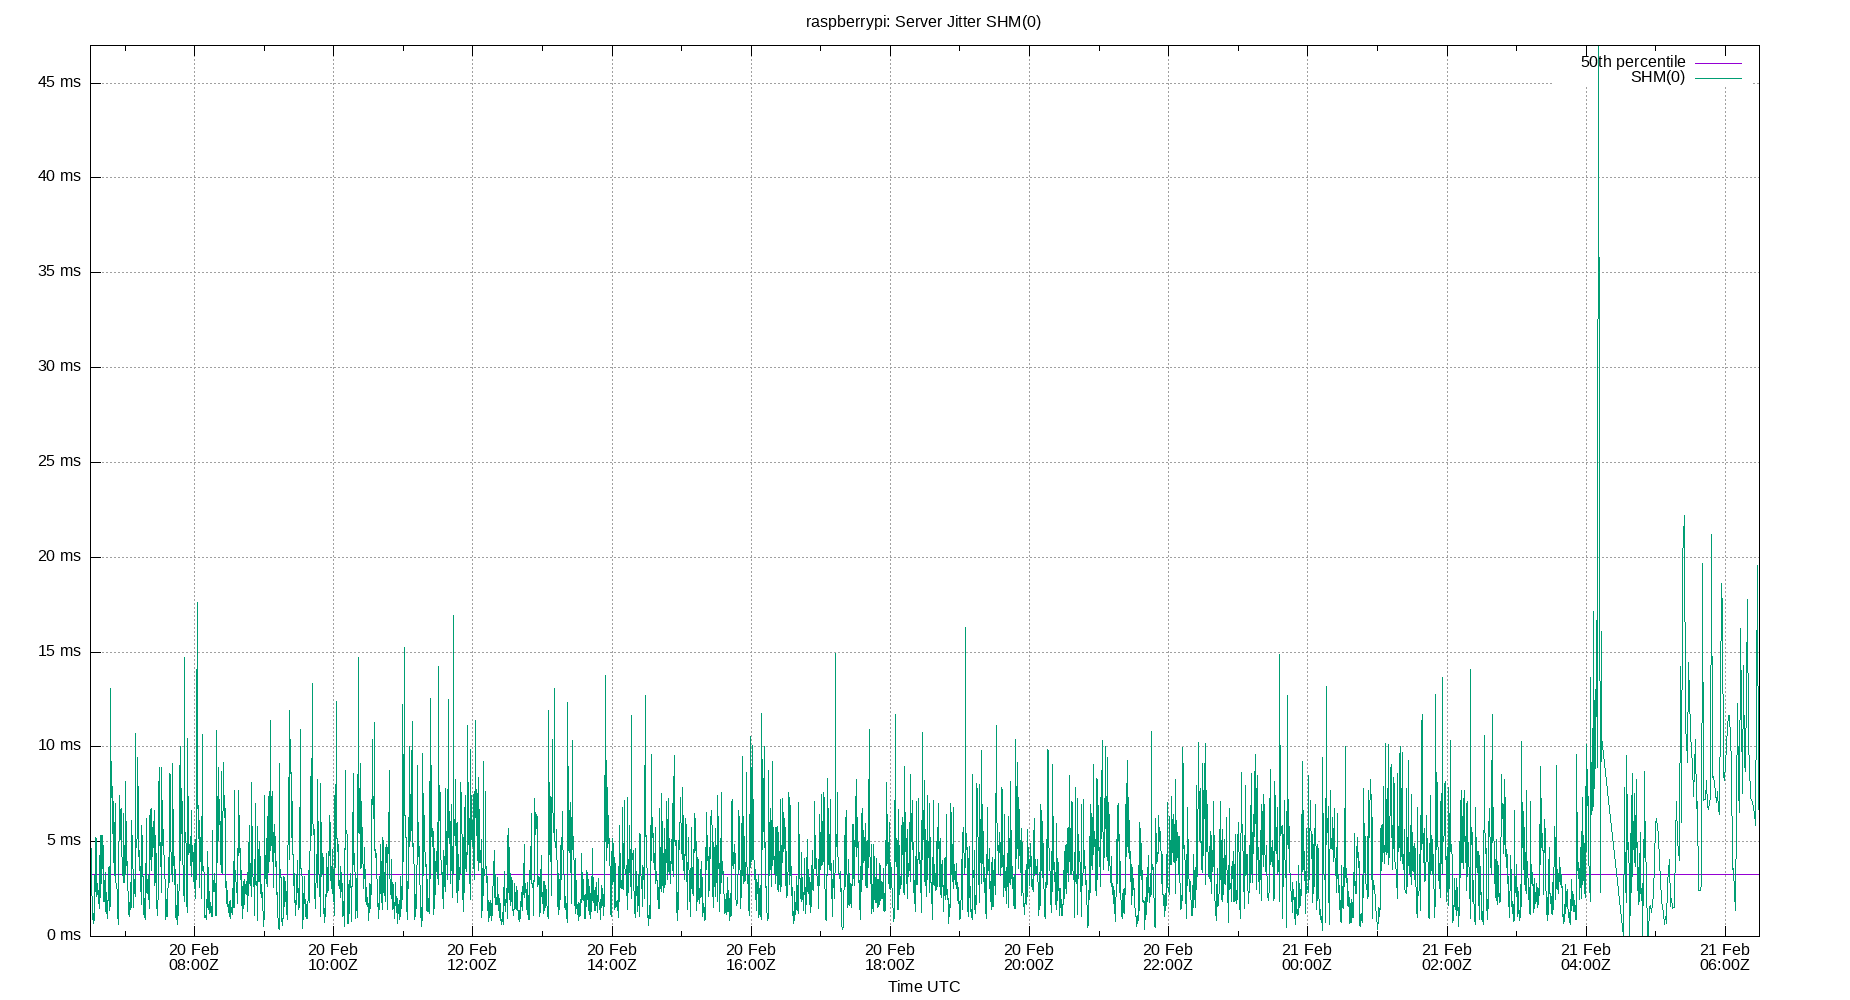 raspberrypi: Server Jitter SHM(0)
50th percentile
SHM(0)
45 ms
40 ms
35 ms
30 ms
25 ms
20 ms
15 ms
10 ms
5 ms
0 ms
20 Feb 20 Feb 20 Feb 20 Feb 20 Feb 20 Feb 20 Feb 20 Feb 21 Feb 21 Feb 21 Feb 21 Feb
08:00Z 10:00Z 12:00Z 14:00Z 16:00Z 18:00Z 20:00Z 22:00Z 00:00Z 02:00Z 04:00Z 06:00Z
Time UTC